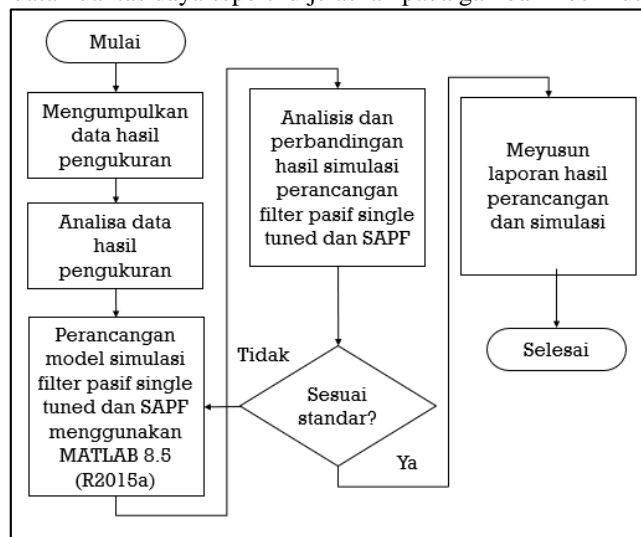 Mulai
Mengumpulkan
data hasil
pengukuran
Analisa data
hasil
pengukuran
Perancangan
model simulasi
filter pasif single
tuned dan SAPF
menggunakan
MATLAB 8.5
(R2015a)
Analisis dan
perbandingan
hasil simulasi
perancangan
filter pasif single
tuned dan SAPF
Sesuai
standar?
Tidak
Ya
Meyusun
laporan hasil
perancangan
dan simulasi
Selesai